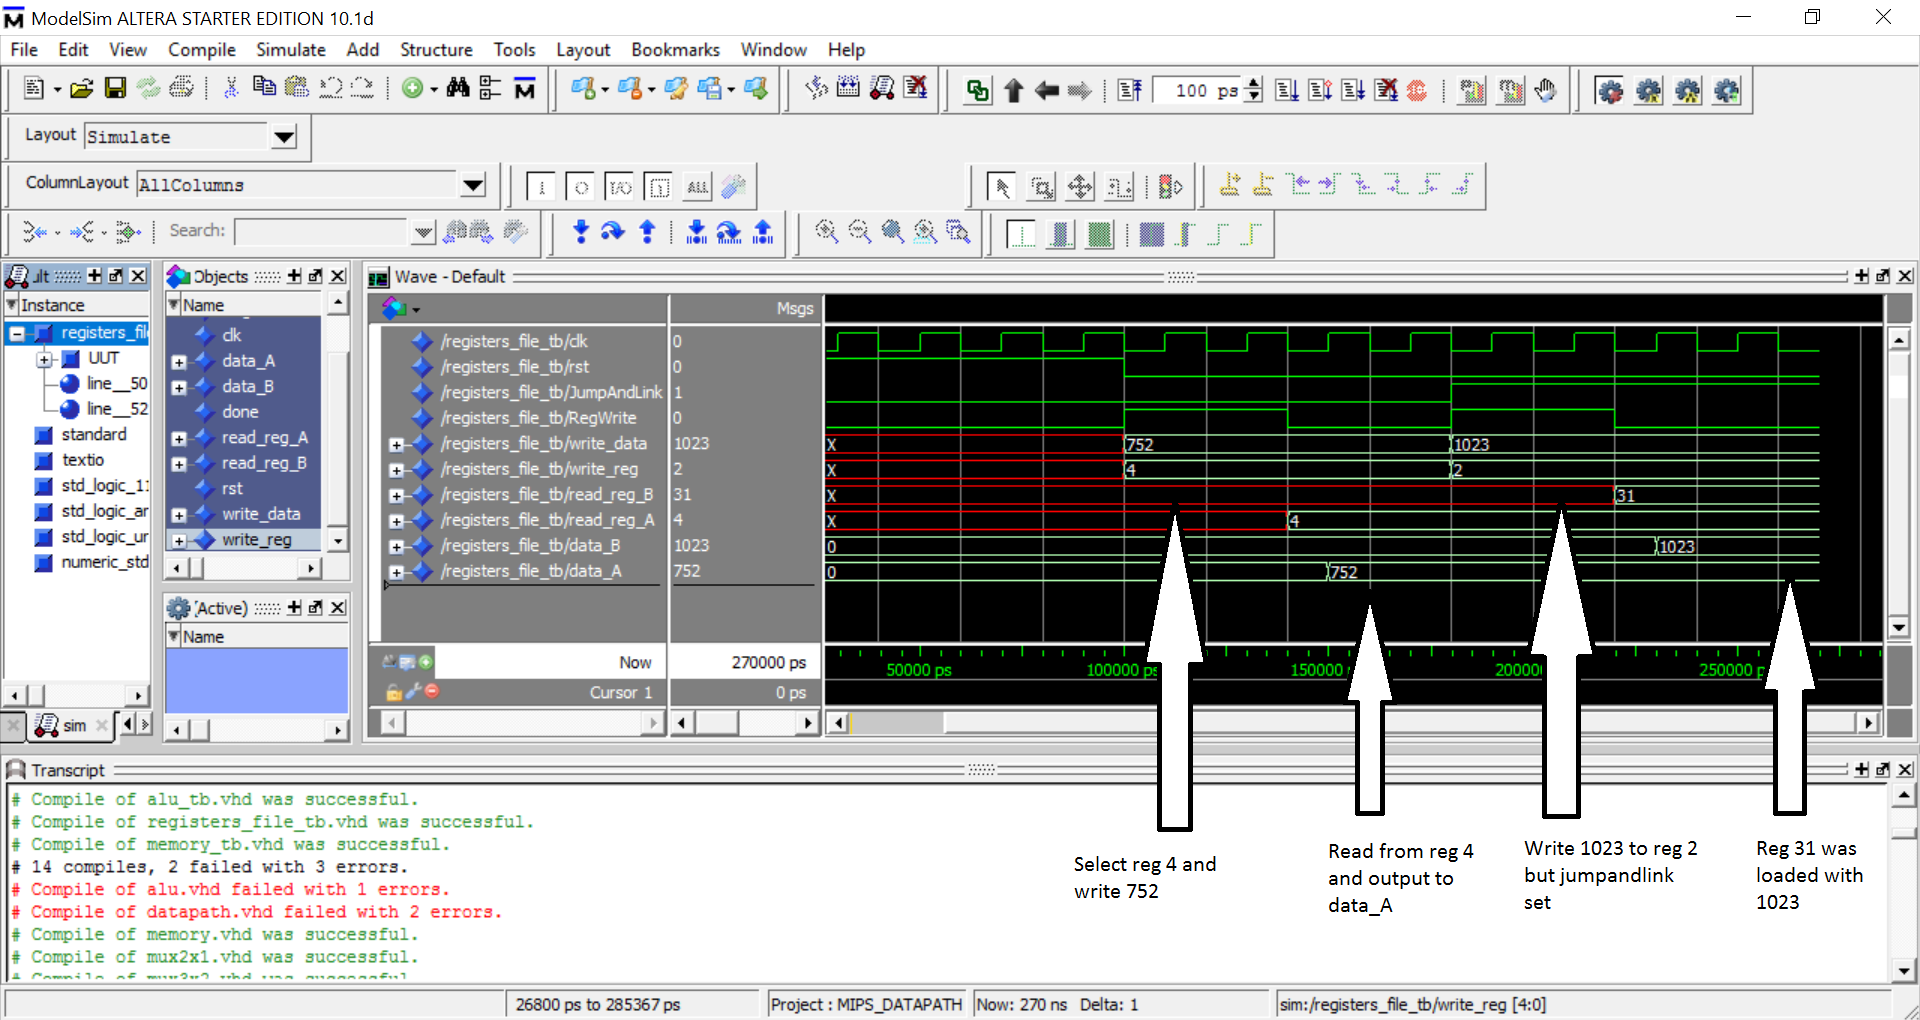 ModelSim ALTERA STARTER EDITION 10.1d
File Edit View Compile Simulate Add Structure Tools Layout Bookmarks Window Help
100 ps
Layout Simulate
ColumnLayout AllColumns
ALL
Search:
Objects
Wave - Default
Instance
Name
Msgs
registers_fil
UUT
line__50
line__52
standard
textio
std_logic_11
std_logic_ar
std_logic_ur
numeric_std
clk
data_A
data_B
done
read_reg_A
read_reg_B
rst
write_data
write_reg
(Active)
Name
sim
/registers_file_tb/clk 0
/registers_file_tb/rst 0
/registers_file_tb/JumpAndLink 1
/registers_file_tb/RegWrite 0
/registers_file_tb/write_data 1023 X 752 1023
/registers_file_tb/write_reg 2 X 4 2
/registers_file_tb/read_reg_B 31 X 31
/registers_file_tb/read_reg_A 4 X 4
/registers_file_tb/data_B 1023 0 1023
/registers_file_tb/data_A 752 0 752
Now 270000 ps 50000 ps 100000 ps 150000 200000 250000 p
Cursor 1 0 ps
Transcript
# Compile of alu_tb.vhd was successful.
# Compile of registers_file_tb.vhd was successful.
# Compile of memory_tb.vhd was successful.
# 14 compiles, 2 failed with 3 errors.
# Compile of alu.vhd failed with 1 errors.
# Compile of datapath.vhd failed with 2 errors.
# Compile of memory.vhd was successful.
# Compile of mux2x1.vhd was successful.
Select reg 4 and
write 752
Read from reg 4
and output to
data_A
Write 1023 to reg 2
but jumpandlink
set
Reg 31 was
loaded with
1023
26800 ps to 285367 ps Project : MIPS_DATAPATH Now: 270 ns Delta: 1 sim:/registers_file_tb/write_reg [4:0]